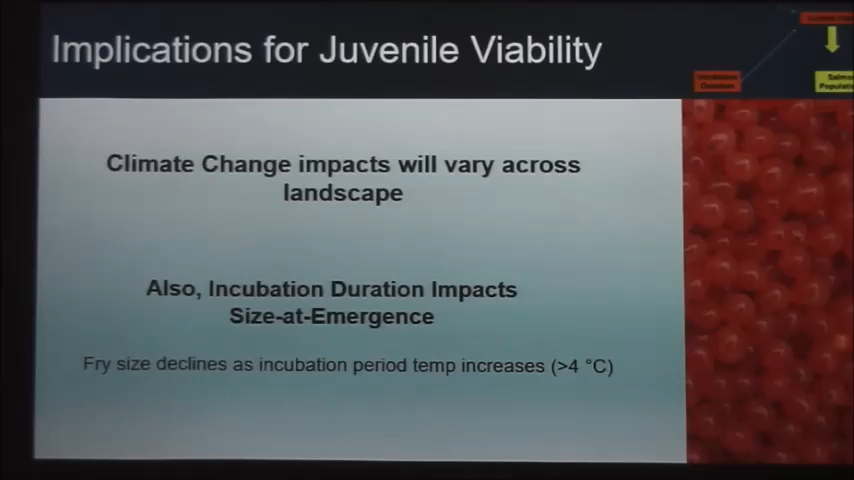 Implications for Juvenile Viability
Climate Change impacts will vary across
landscape
Also, Incubation Duration Impacts
Size-at-Emergence
Fry size declines as incubation period temp increases (>4 °C)